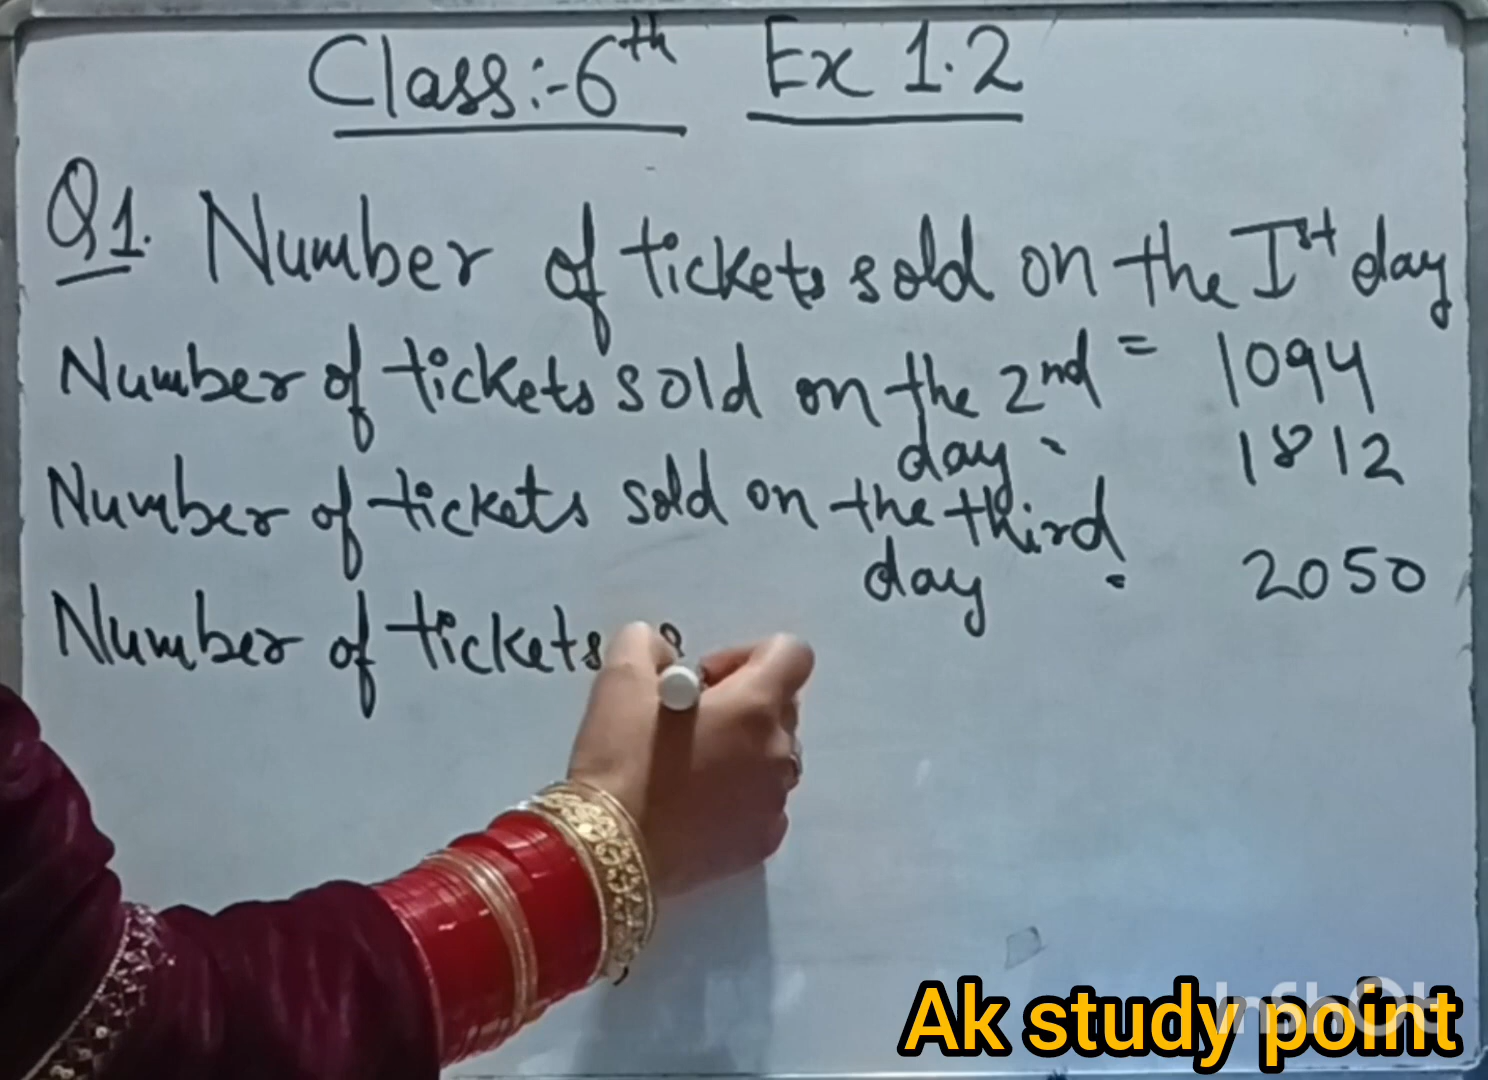 Class:-6th Ex 1.2
Q1. Number of tickets sold on the Ist day
= 1094
Number of tickets sold on the 2nd
day = 1812
Number of tickets sold on the third
day = 2050
Number of tickets
Ak study point
InShOt